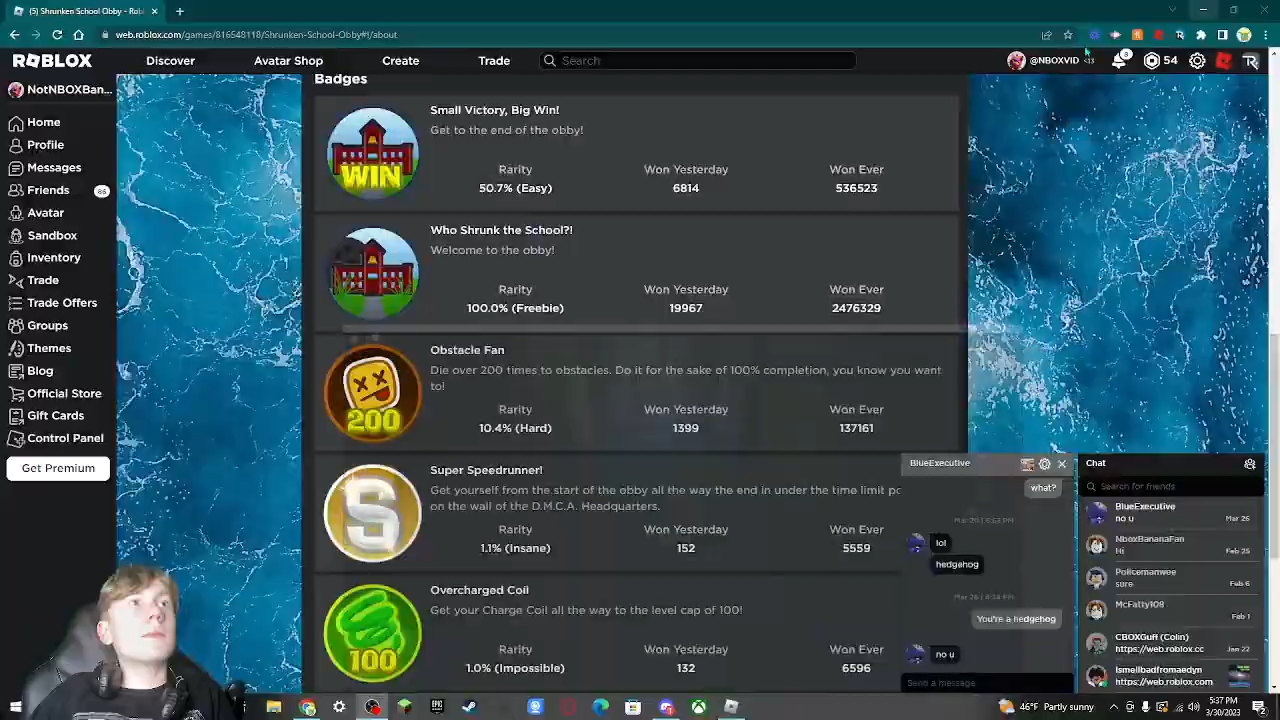 (5) Shrunken School Obby - Rob
web.roblox.com/games/816548118/Shrunken-School-Obby#!/about
ROBLOX
Discover
Avatar Shop
Create
Trade
Search
@NBOXVID
<13
8
54
NotNBOXBan...
Home
Profile
Messages
Friends
86
Avatar
Sandbox
Inventory
Trade
Trade Offers
Groups
Themes
Blog
Official Store
Gift Cards
Control Panel
Get Premium
Badges
Small Victory, Big Win!
Get to the end of the obby!
Rarity Won Yesterday Won Ever
50.7% (Easy) 6814 536523
WIN
Who Shrunk the School?!
Welcome to the obby!
Rarity Won Yesterday Won Ever
100.0% (Freebie) 19967 2476329
Obstacle Fan
Die over 200 times to obstacles. Do it for the sake of 100% completion, you know you want
to!
Rarity Won Yesterday Won Ever
10.4% (Hard) 1399 137161
200
Super Speedrunner!
Get yourself from the start of the obby all the way the end in under the time limit po
on the wall of the D.M.C.A. Headquarters.
Rarity Won Yesterday Won Ever
1.1% (Insane) 152 5559
S
Overcharged Coil
Get your Charge Coil all the way to the level cap of 100!
Rarity Won Yesterday Won Ever
1.0% (Impossible) 132 6596
100
BlueExecutive
what?
lol
hedgehog
You're a hedgehog
no u
Send a message
Chat
Search for friends
BlueExecutive
no u Mar 26
NboxBananaFan
Hi Feb 25
Policemanwee
sure Feb 6
McFatty108
Feb 1
CBOXGuff (Colin)
https://www.roblox.cc Jan 22
Ismellbadfromaedyn
https://web.roblox.com
46°F Partly sunny
5:37 PM
3/30/2023